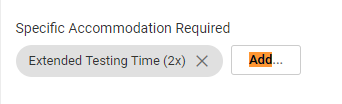 Specific Accommodation Required
Extended Testing Time (2x) ×
Add...